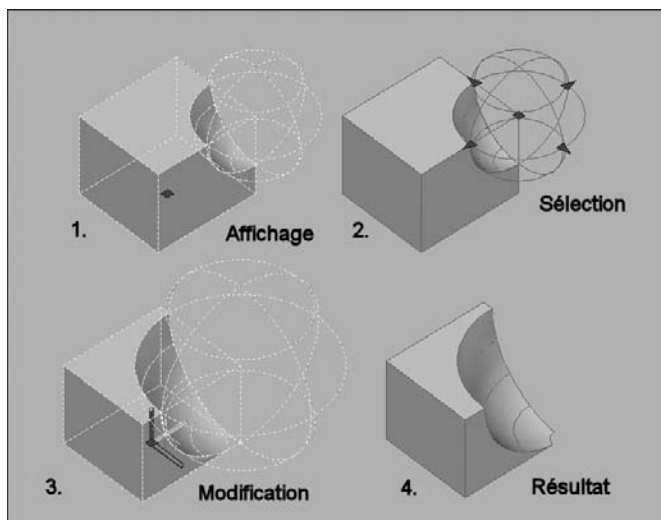 1.
Affichage
2.
Sélection
3.
Modification
4.
Résultat